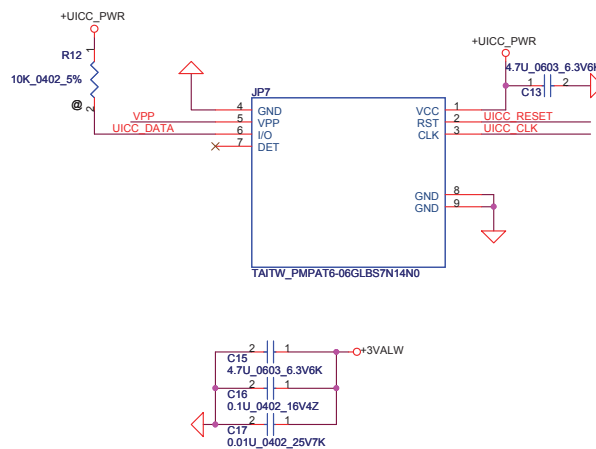 +UICC_PWR
R12
1
10K_0402_5%
@
2
+UICC_PWR
4.7U_0603_6.3V6K
1 2
C13
JP7
VPP
UICC_DATA
4 GND
5 VPP
6 I/O
7 DET
VCC 1
RST 2 UICC_RESET
CLK 3 UICC_CLK
GND 8
GND 9
TAITW_PMPAT6-06GLBS7N14N0
2 1 +3VALW
C15
4.7U_0603_6.3V6K
2 1
C16
0.1U_0402_16V4Z
2 1
C17
0.01U_0402_25V7K